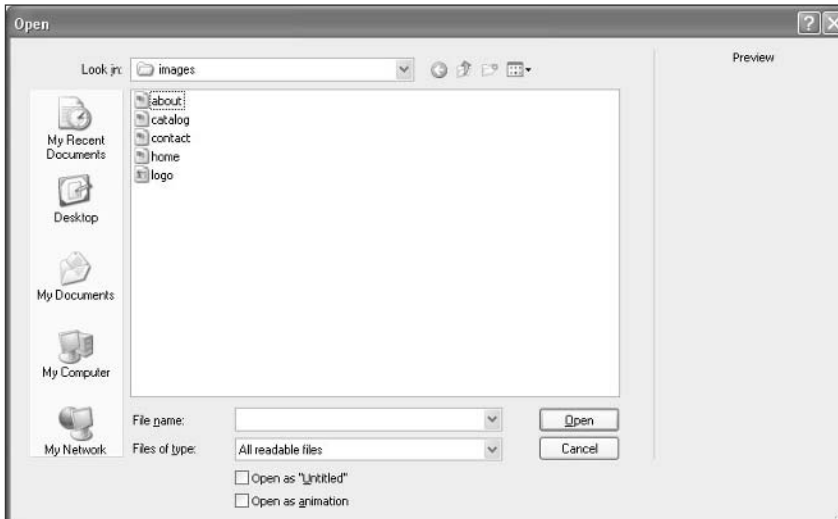 Open
Look in:
images
Preview
about
catalog
contact
home
logo
My Recent
Documents
Desktop
My Documents
My Computer
My Network
File name:
Open
Files of type:
All readable files
Cancel
Open as "Untitled"
Open as animation